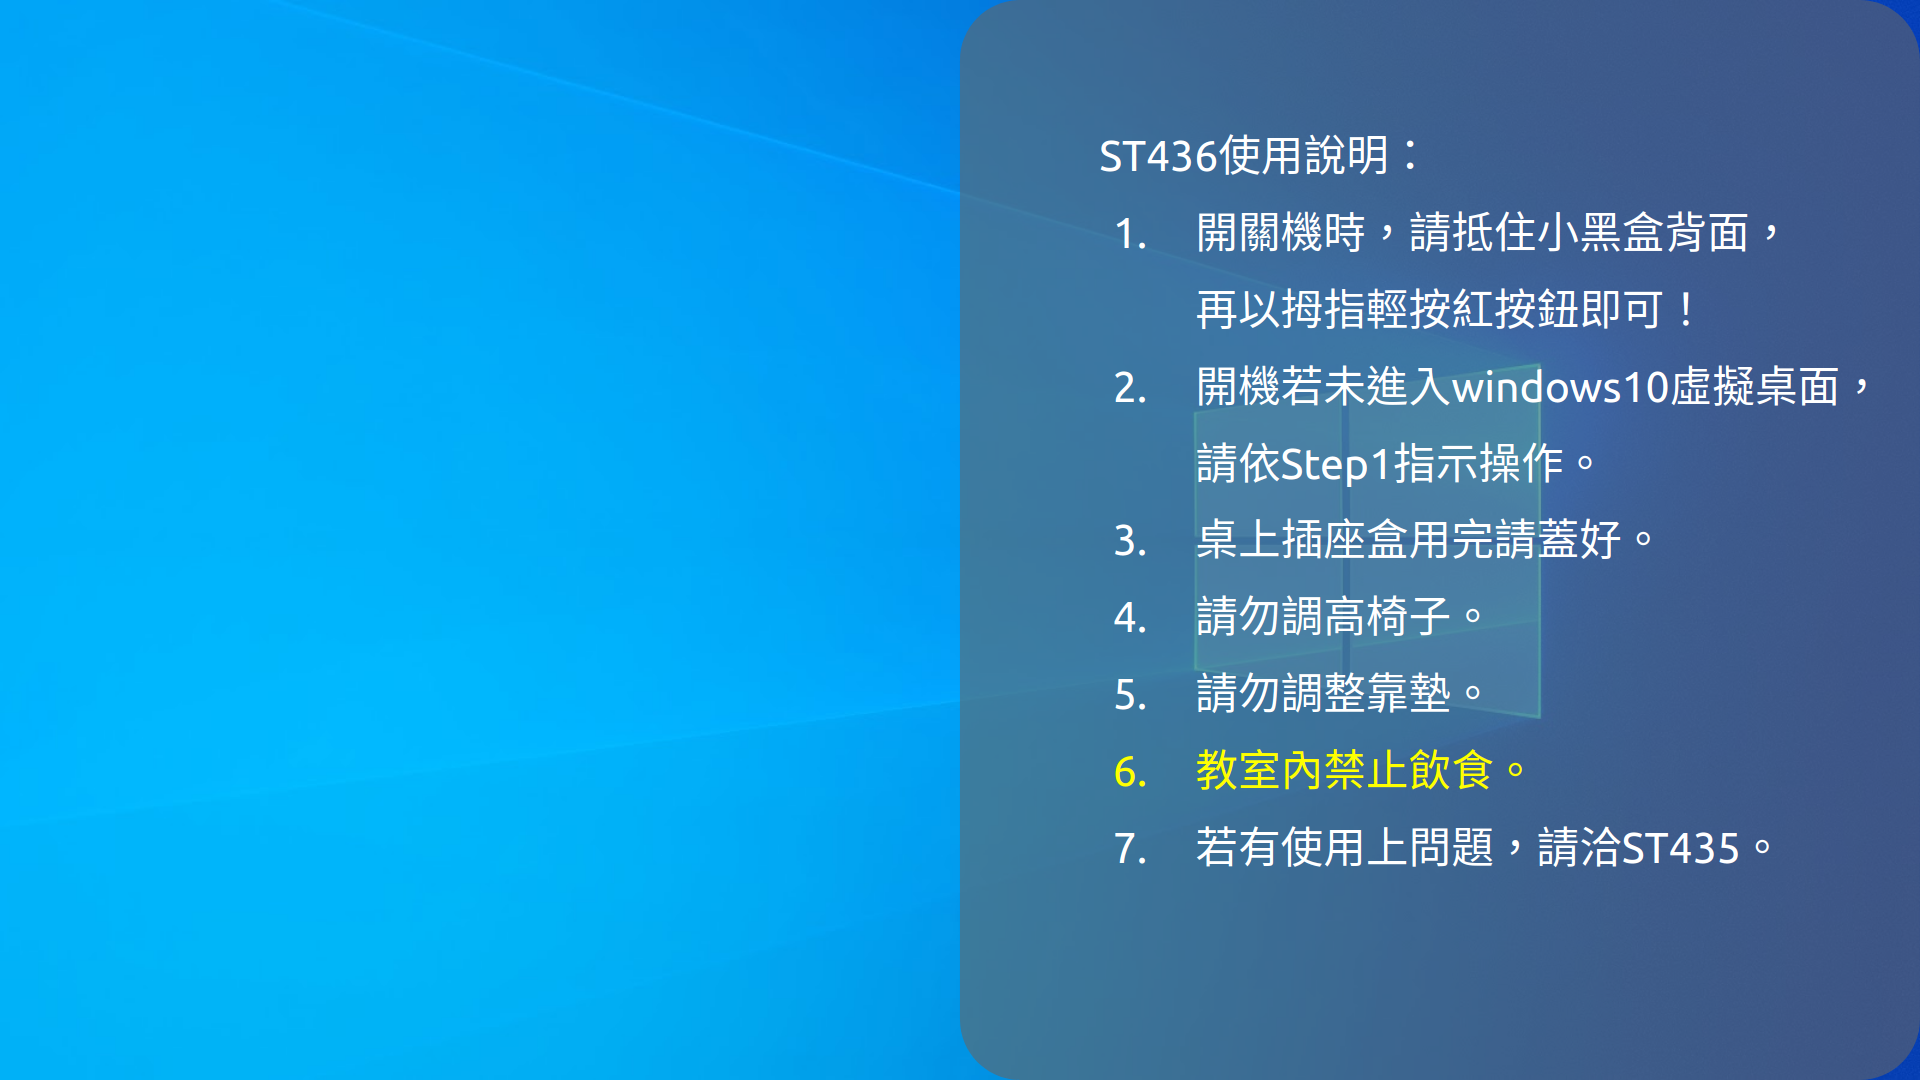 ST436使用說明：
1. 開關機時，請抵住小黑盒背面，
再以拇指輕按紅按鈕即可！
2. 開機若未進入windows10虛擬桌面，
請依Step1指示操作。
3. 桌上插座盒用完請蓋好。
4. 請勿調高椅子。
5. 請勿調整靠墊。
6. 教室內禁止飲食。
7. 若有使用上問題，請洽ST435。